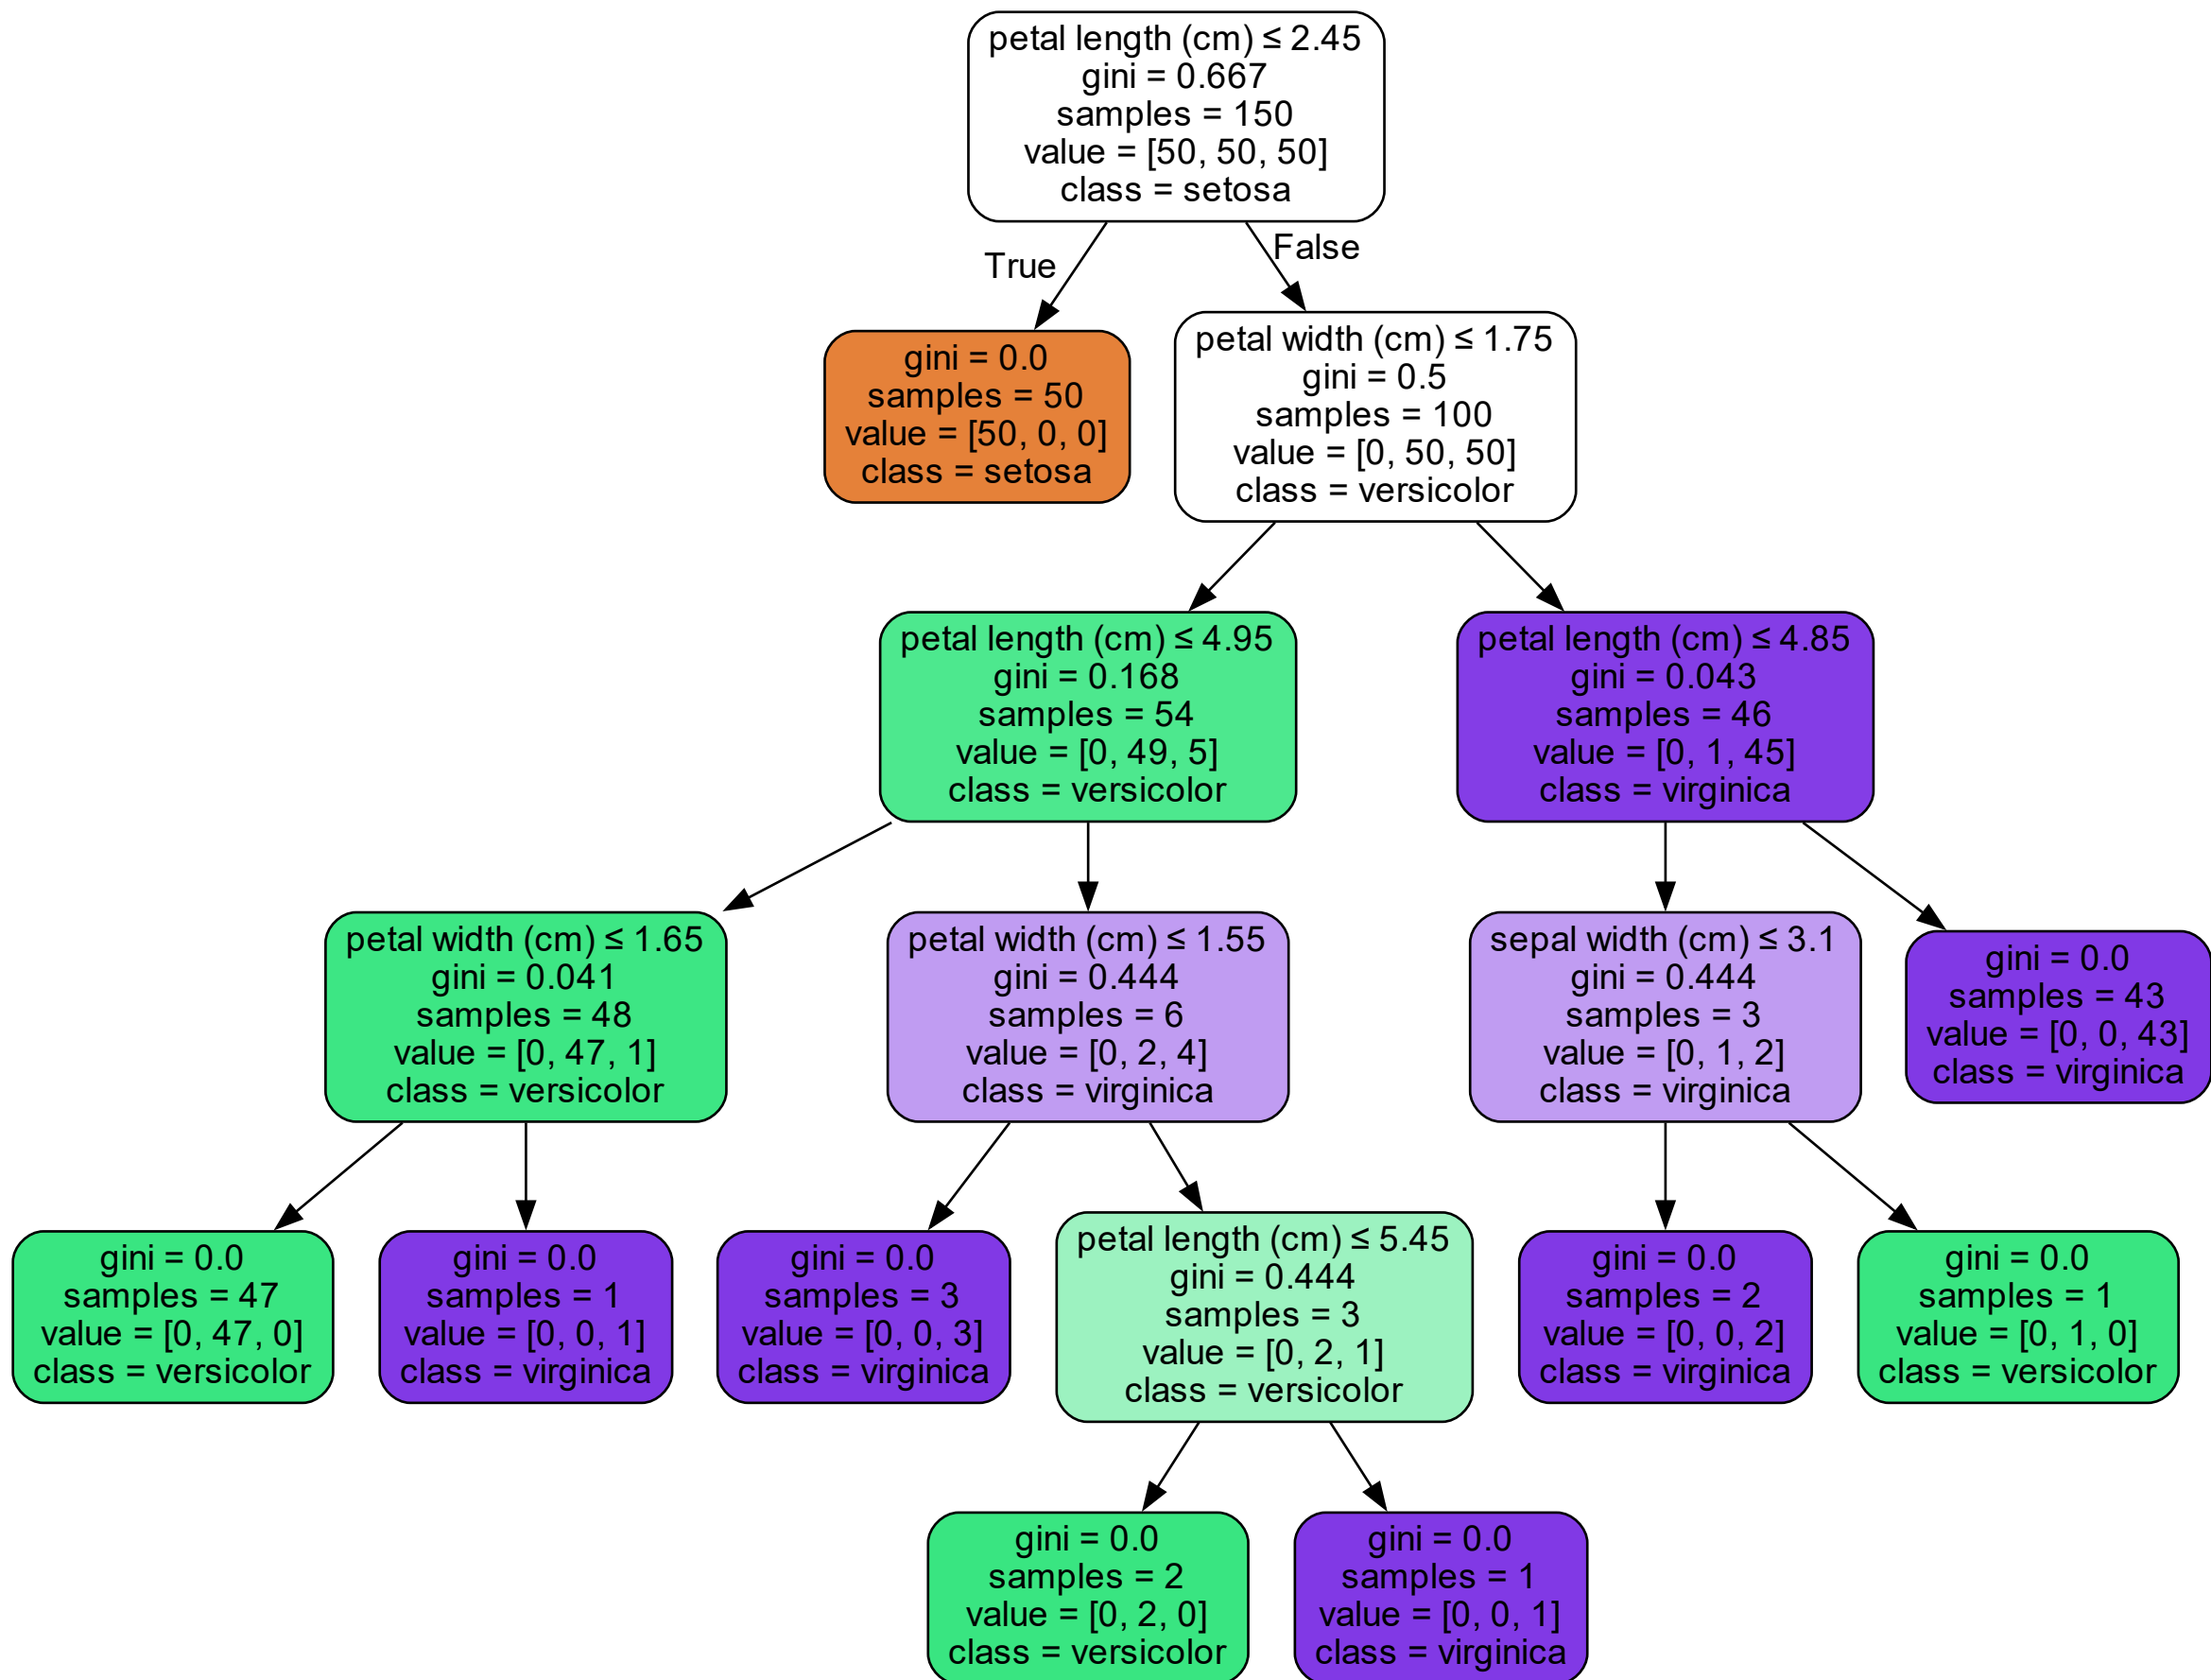 petal length (cm) ≤ 2.45
gini = 0.667
samples = 150
value = [50, 50, 50]
class = setosa
True
False
gini = 0.0
samples = 50
value = [50, 0, 0]
class = setosa
petal width (cm) ≤ 1.75
gini = 0.5
samples = 100
value = [0, 50, 50]
class = versicolor
petal length (cm) ≤ 4.95
gini = 0.168
samples = 54
value = [0, 49, 5]
class = versicolor
petal length (cm) ≤ 4.85
gini = 0.043
samples = 46
value = [0, 1, 45]
class = virginica
petal width (cm) ≤ 1.65
gini = 0.041
samples = 48
value = [0, 47, 1]
class = versicolor
petal width (cm) ≤ 1.55
gini = 0.444
samples = 6
value = [0, 2, 4]
class = virginica
sepal width (cm) ≤ 3.1
gini = 0.444
samples = 3
value = [0, 1, 2]
class = virginica
gini = 0.0
samples = 43
value = [0, 0, 43]
class = virginica
gini = 0.0
samples = 47
value = [0, 47, 0]
class = versicolor
gini = 0.0
samples = 1
value = [0, 0, 1]
class = virginica
gini = 0.0
samples = 3
value = [0, 0, 3]
class = virginica
petal length (cm) ≤ 5.45
gini = 0.444
samples = 3
value = [0, 2, 1]
class = versicolor
gini = 0.0
samples = 2
value = [0, 0, 2]
class = virginica
gini = 0.0
samples = 1
value = [0, 1, 0]
class = versicolor
gini = 0.0
samples = 2
value = [0, 2, 0]
class = versicolor
gini = 0.0
samples = 1
value = [0, 0, 1]
class = virginica